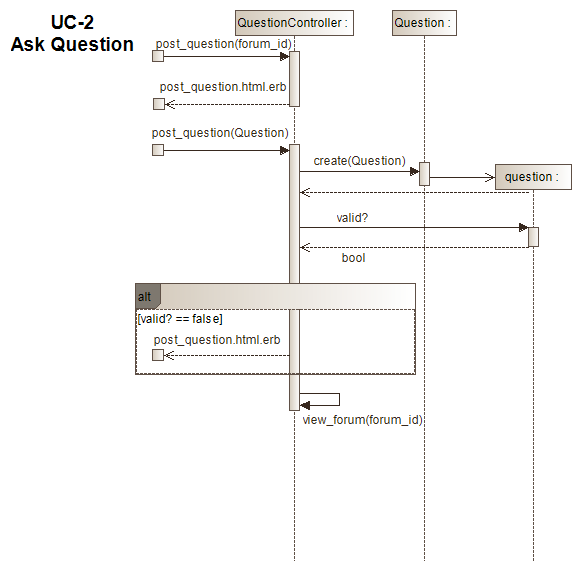 UC-2
Ask Question
QuestionController :
Question :
post_question(forum_id)
post_question.html.erb
post_question(Question)
create(Question)
question :
valid?
bool
alt
[valid? == false]
post_question.html.erb
view_forum(forum_id)